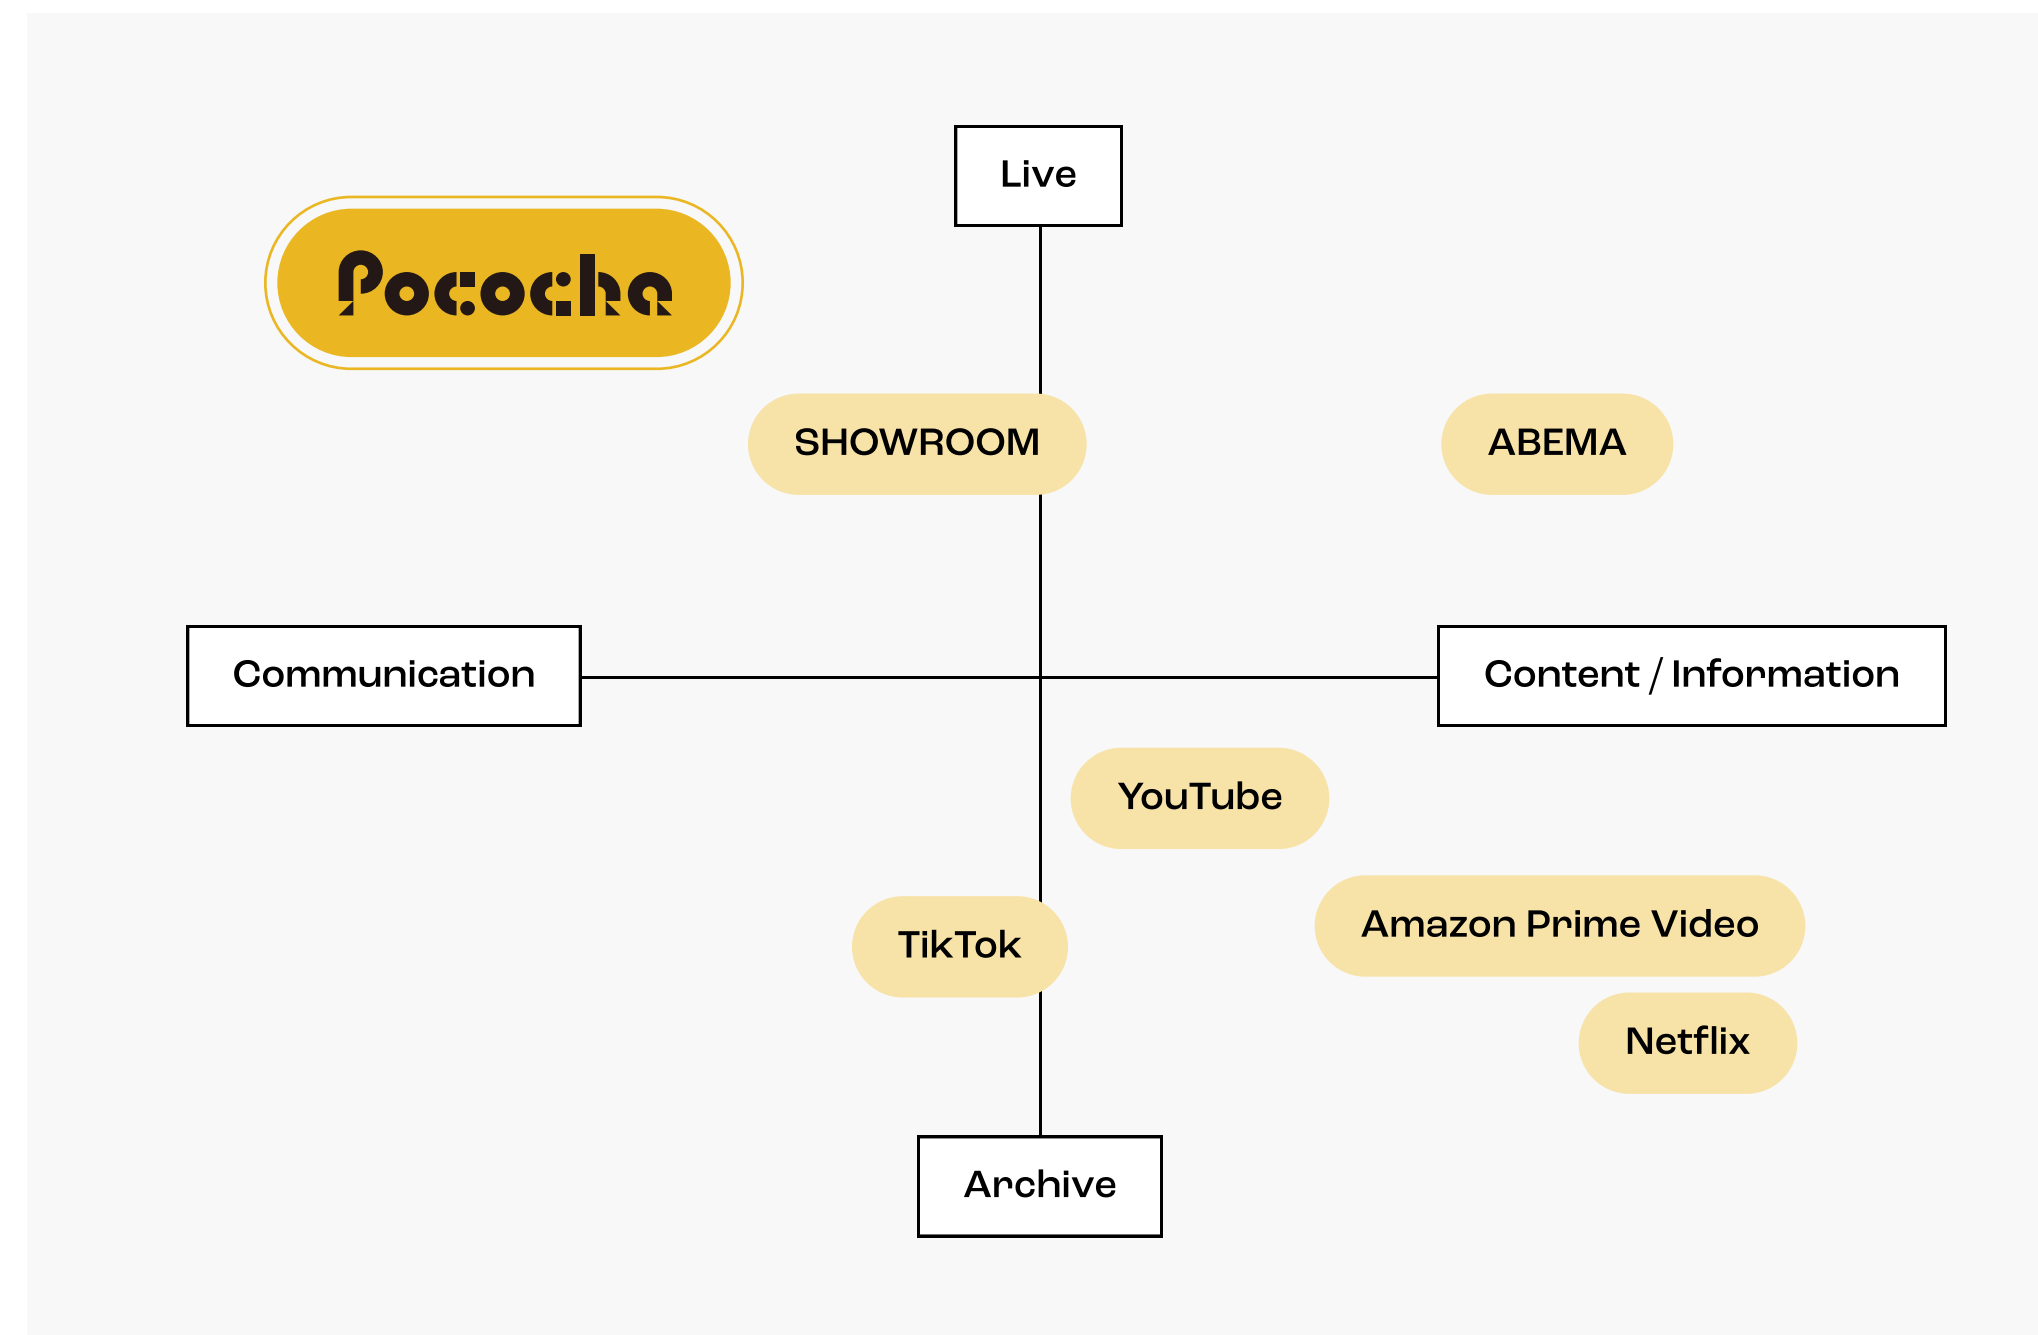 Live
Pococha
SHOWROOM
ABEMA
Communication
Content / Information
YouTube
Amazon Prime Video
TikTok
Netflix
Archive